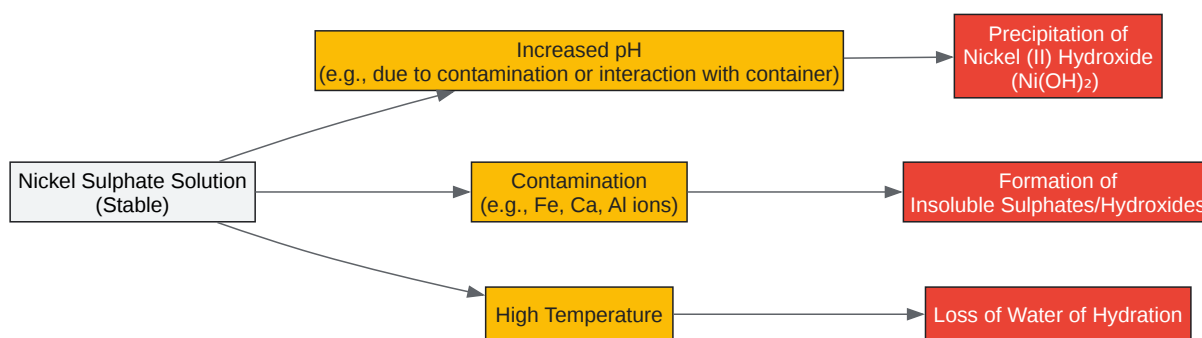 Increased pH
(e.g., due to contamination or interaction with container)
Precipitation of
Nickel (II) Hydroxide
(Ni(OH)₂)
Nickel Sulphate Solution
(Stable)
Contamination
(e.g., Fe, Ca, Al ions)
Formation of
Insoluble Sulphates/Hydroxides
High Temperature
Loss of Water of Hydration